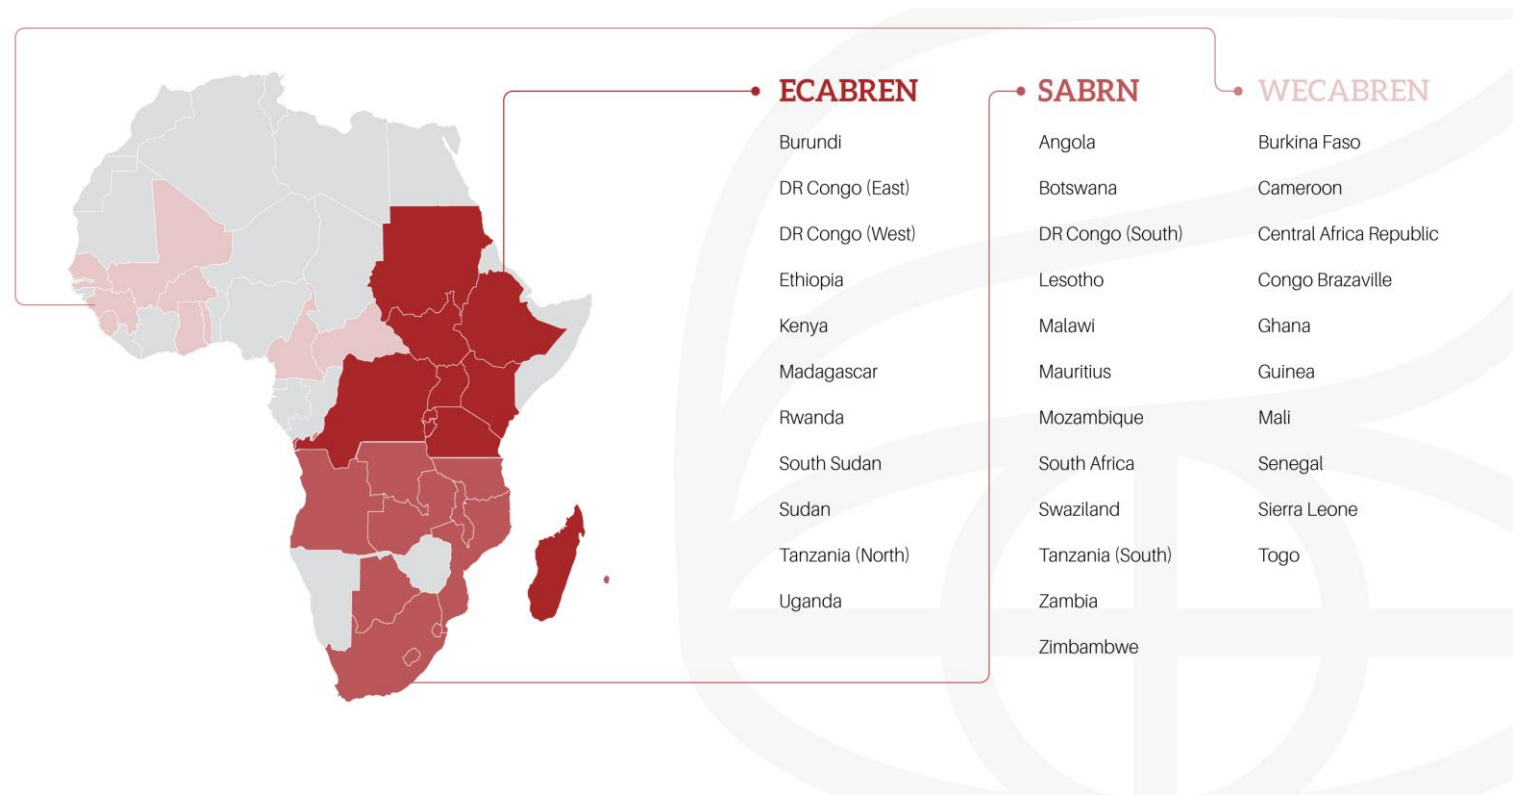 ECABREN
Burundi
DR Congo (East)
DR Congo (West)
Ethiopia
Kenya
Madagascar
Rwanda
South Sudan
Sudan
Tanzania (North)
Uganda
SABRN
Angola
Botswana
DR Congo (South)
Lesotho
Malawi
Mauritius
Mozambique
South Africa
Swaziland
Tanzania (South)
Zambia
Zimbambwe
WECABREN
Burkina Faso
Cameroon
Central Africa Republic
Congo Brazaville
Ghana
Guinea
Mali
Senegal
Sierra Leone
Togo